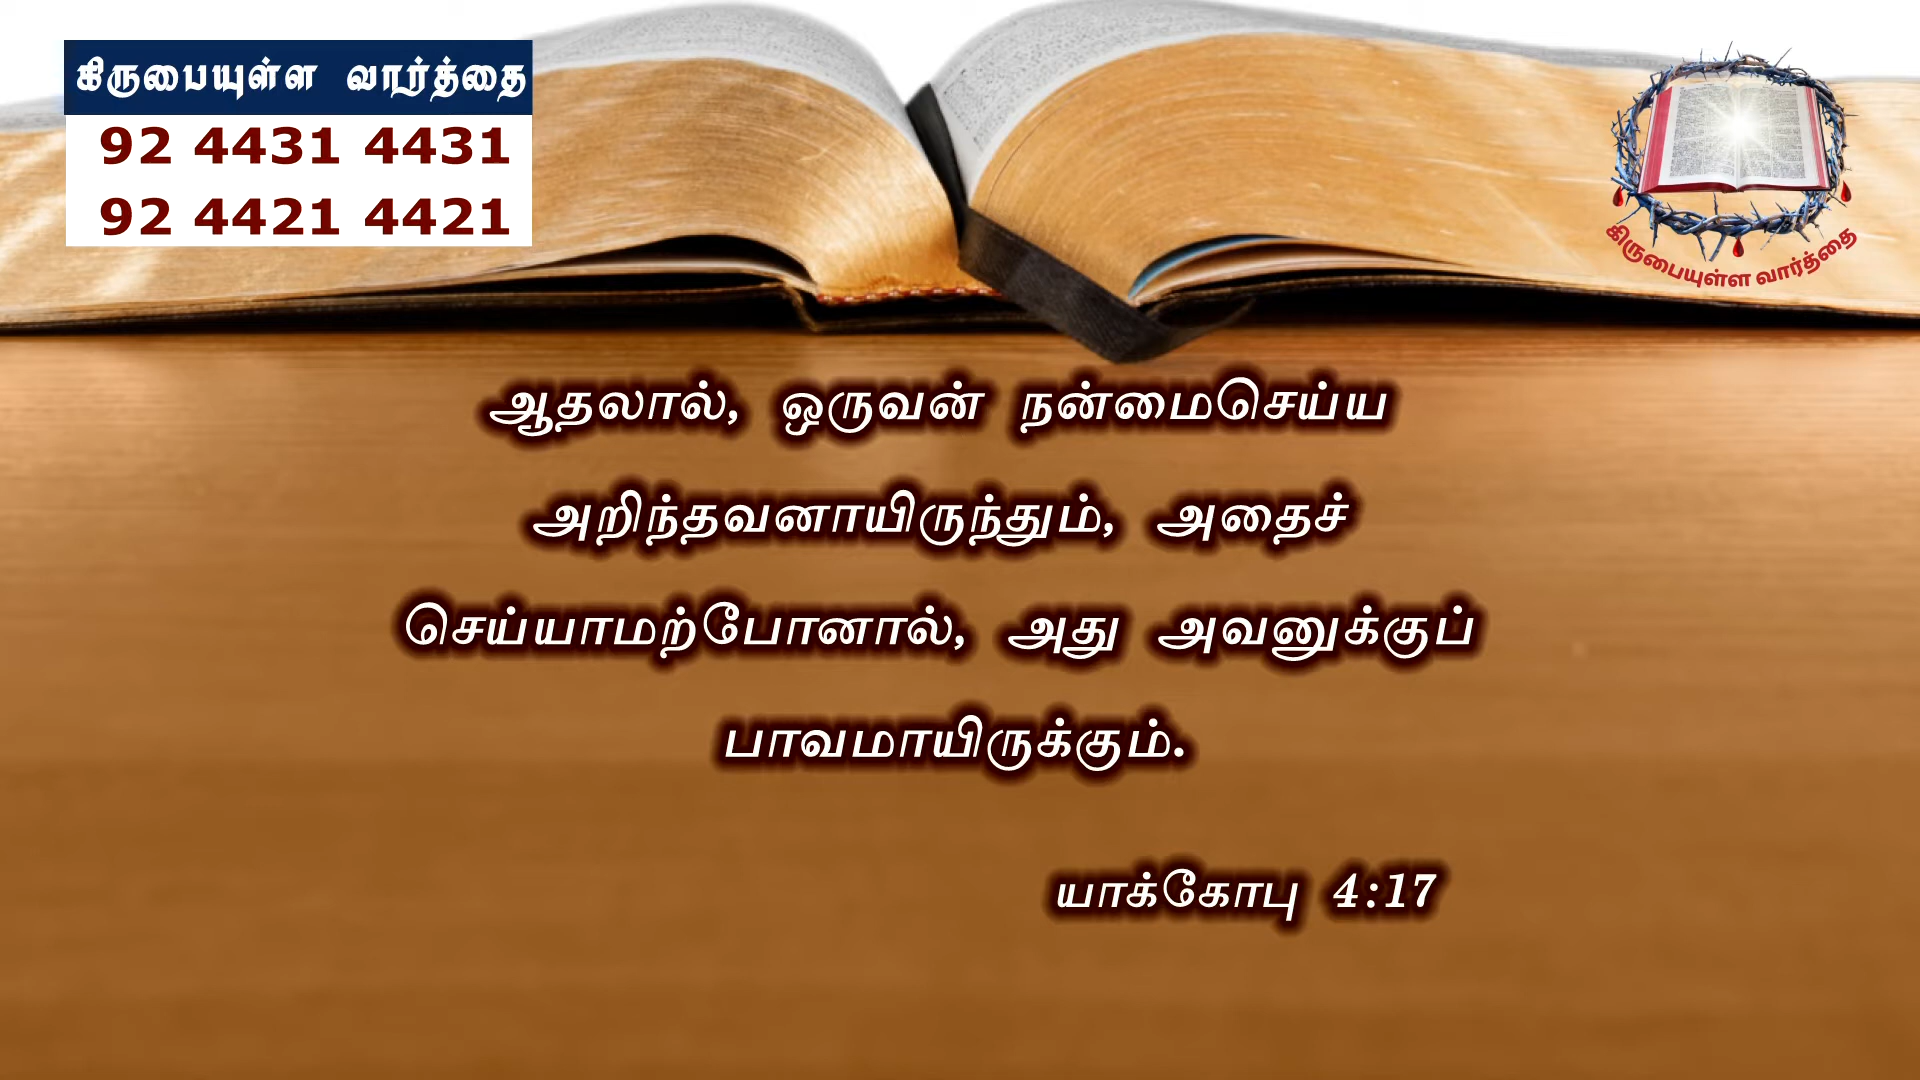 கிருபையுள்ள வார்த்தை
92 4431 4431
92 4421 4421
கிருபையுள்ள வார்த்தை
ஆதலால், ஒருவன் நன்மைசெய்ய
அறிந்தவனாயிருந்தும், அதைச்
செய்யாமற்போனால், அது அவனுக்குப்
பாவமாயிருக்கும்.
யாக்கோபு 4:17